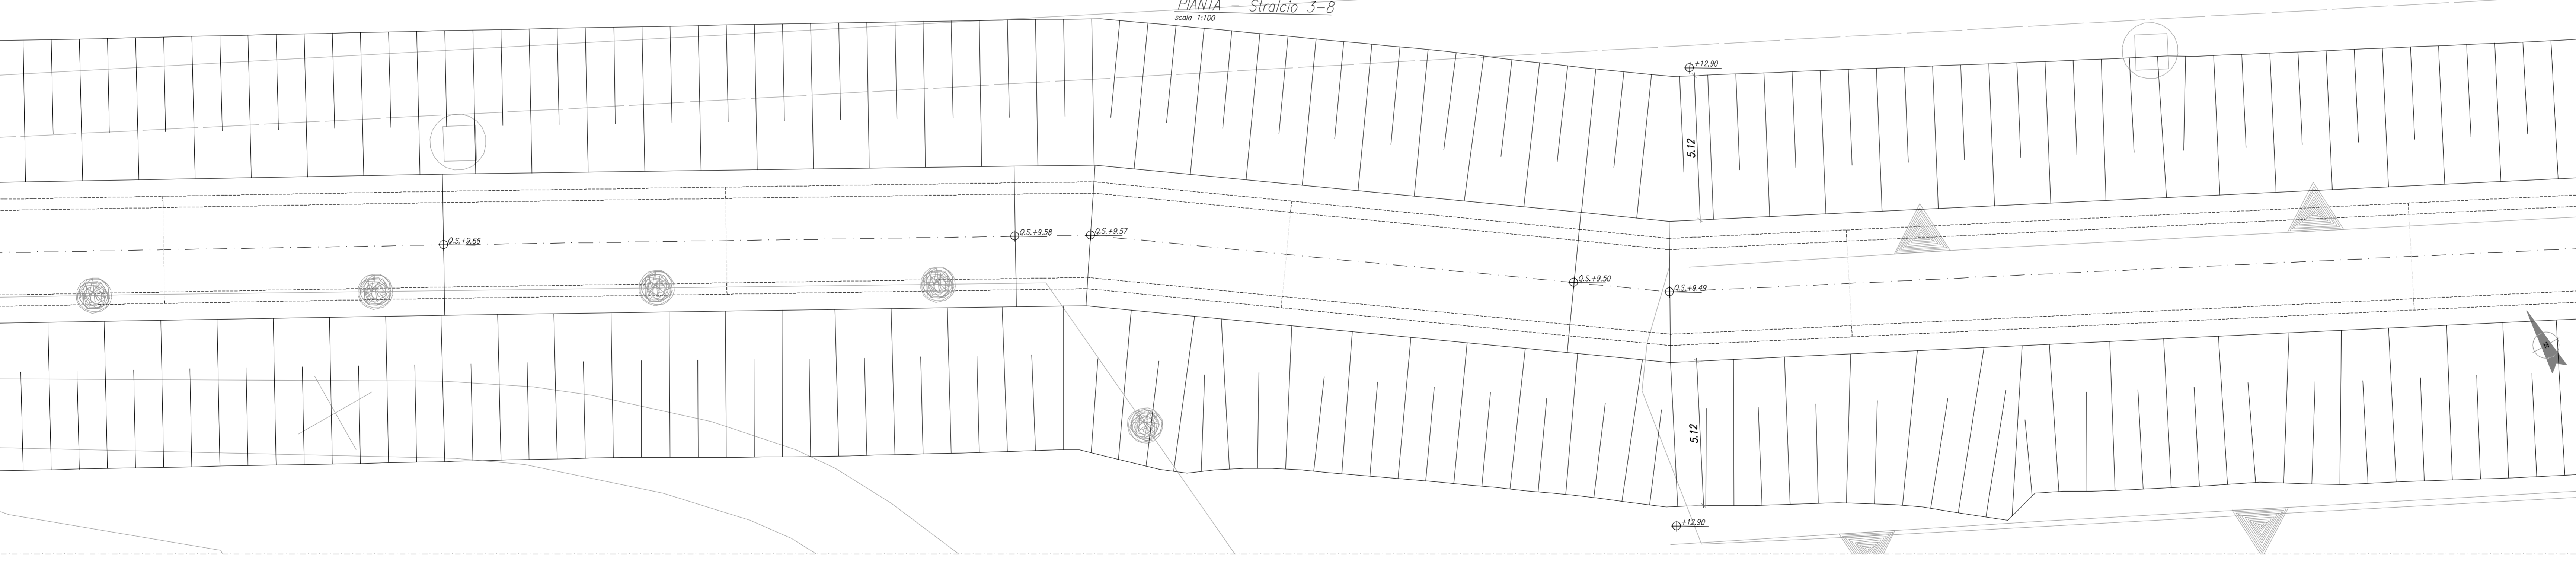 PIANTA - Stralcio 3-8
scala 1:100
+12,90
5.12
Q.S.+9.66
Q.S.+9.58
Q.S.+9.57
Q.S.+9.50
Q.S.+9.49
N
5.12
+12,90